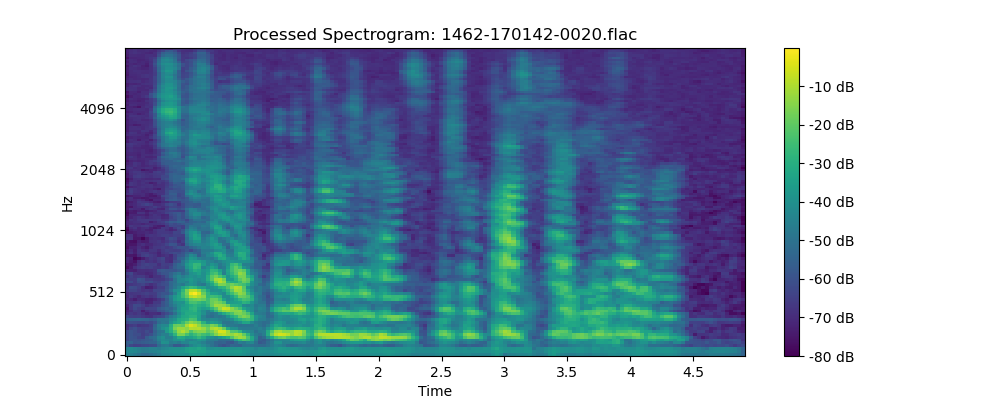 Processed Spectrogram: 1462-170142-0020.flac
Hz
4096
2048
1024
512
0
0 0.5 1 1.5 2 2.5 3 3.5 4 4.5
Time
-10 dB
-20 dB
-30 dB
-40 dB
-50 dB
-60 dB
-70 dB
-80 dB